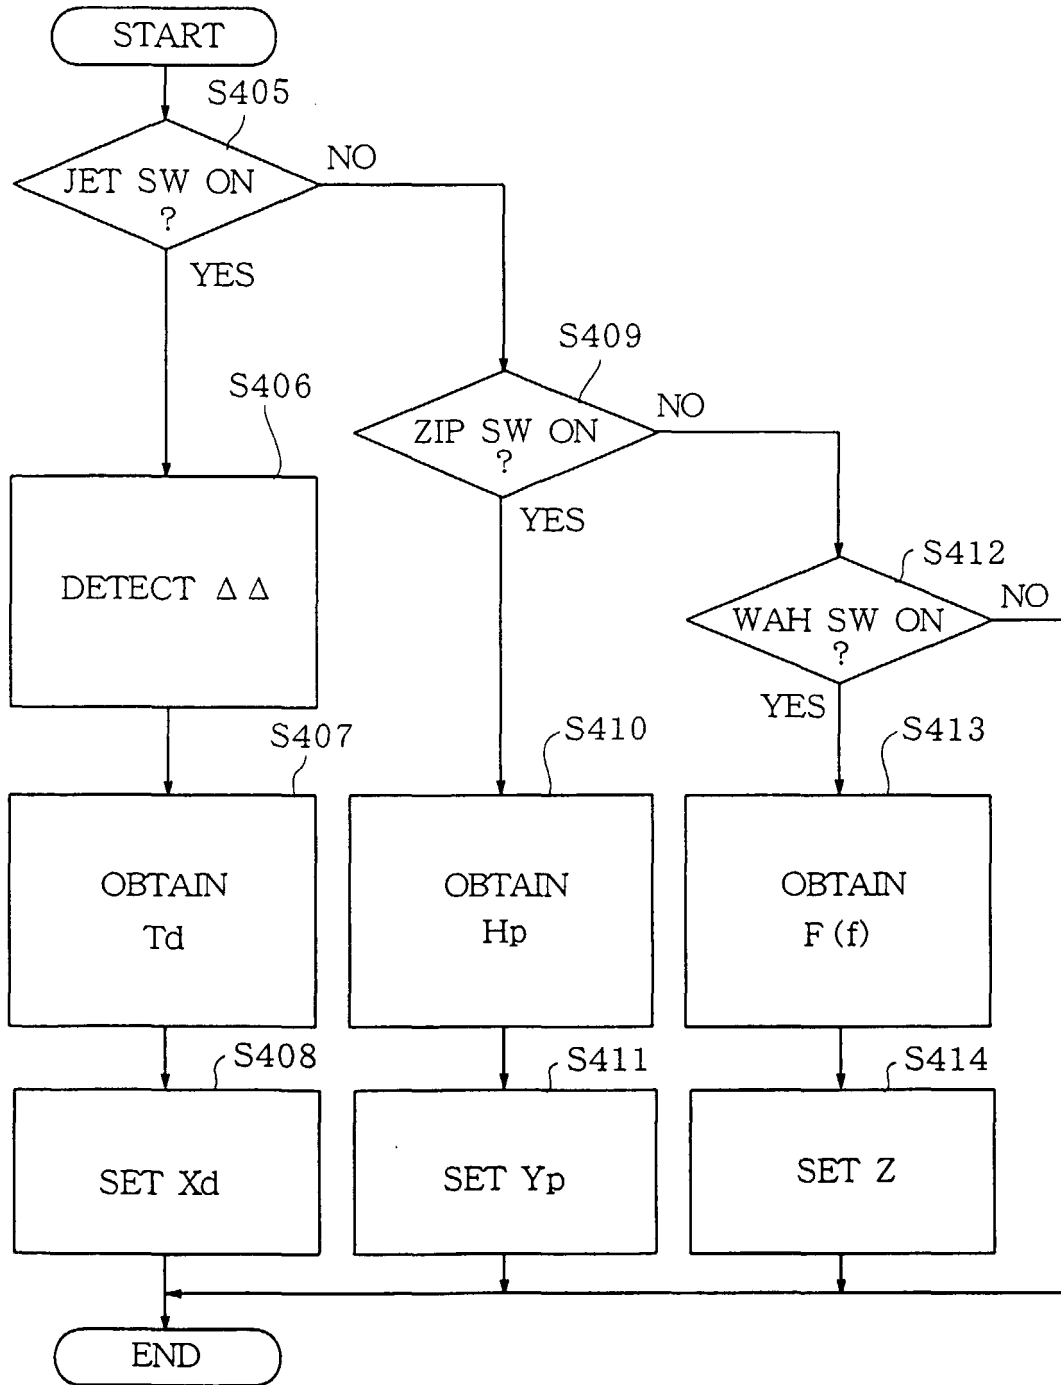 START
S405
JET SW ON
?
NO
YES
S409
S406
ZIP SW ON
?
NO
YES
S412
DETECT Δ Δ
WAH SW ON
?
NO
YES
S407
S410
S413
OBTAIN
Td
OBTAIN
Hp
OBTAIN
F(f)
S408
S411
S414
SET Xd
SET Yp
SET Z
END